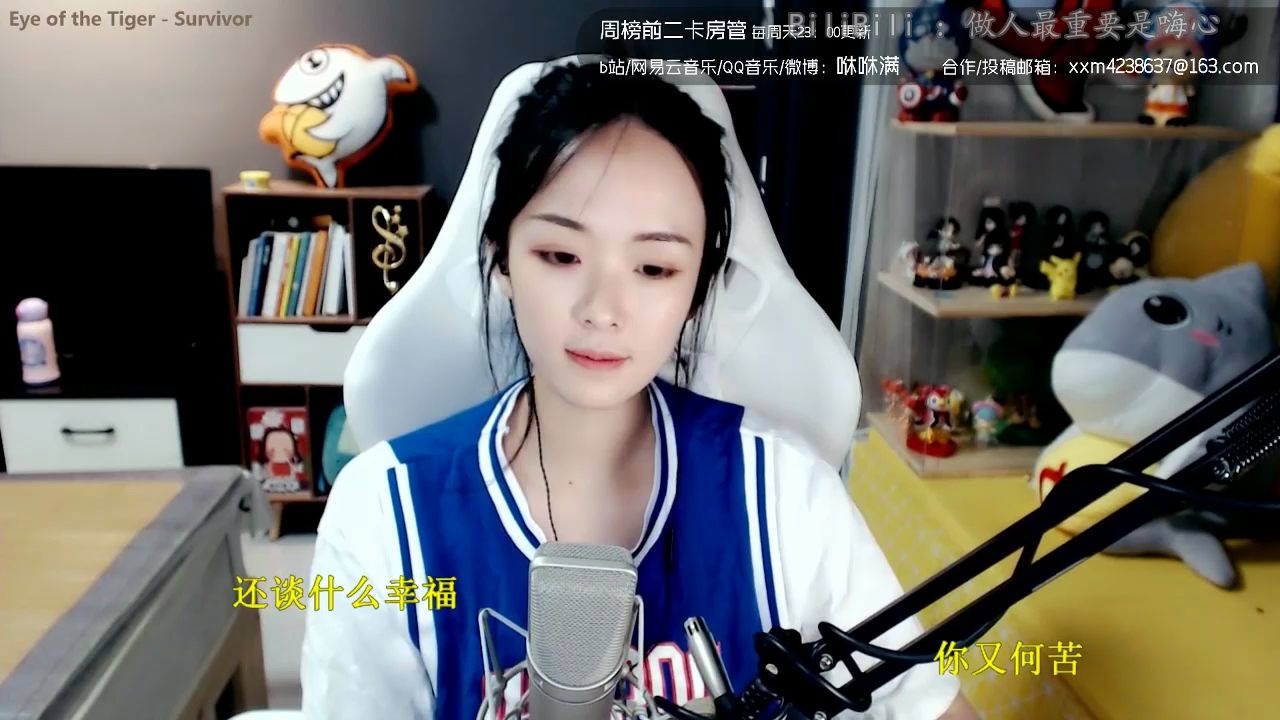 Eye of the Tiger - Survivor
BiliBili : 做人最重要是嗨心
周榜前二卡房管 每周天23：00更新
b站/网易云音乐/QQ音乐/微博：咻咻满
合作/投稿邮箱：xxm4238637@163.com
还谈什么幸福
你又何苦